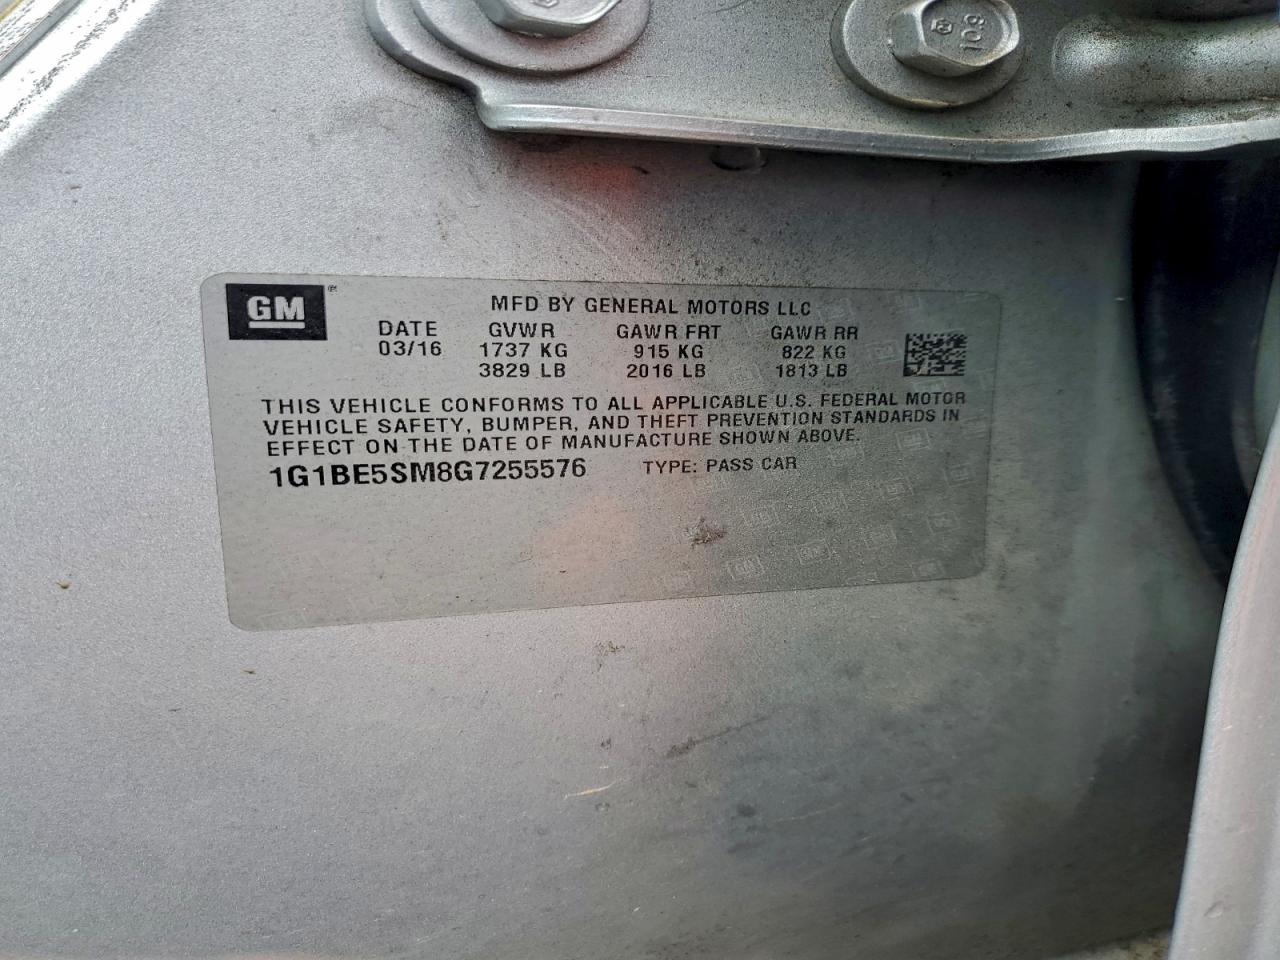 109
GM ®
MFD BY GENERAL MOTORS LLC
DATE GVWR GAWR FRT GAWR RR
03/16 1737 KG 915 KG 822 KG
3829 LB 2016 LB 1813 LB
THIS VEHICLE CONFORMS TO ALL APPLICABLE U.S. FEDERAL MOTOR
VEHICLE SAFETY, BUMPER, AND THEFT PREVENTION STANDARDS IN
EFFECT ON THE DATE OF MANUFACTURE SHOWN ABOVE.
1G1BE5SM8G7255576 TYPE: PASS CAR